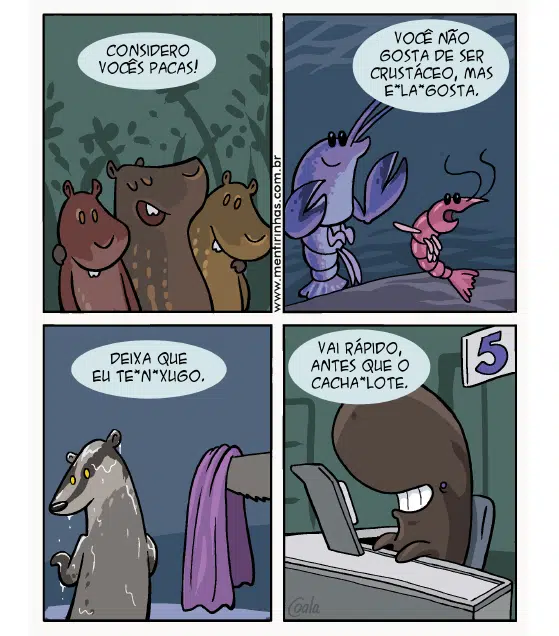 CONSIDERO
VOCÊS PACAS!
VOCÊ NÃO
GOSTA DE SER
CRUSTÁCEO, MAS
E*LA*GOSTA.
www.mentirinhas.com.br
DEIXA QUE
EU TE*N*XUGO.
VAI RÁPIDO,
ANTES QUE O
CACHA*LOTE.
5
Coala